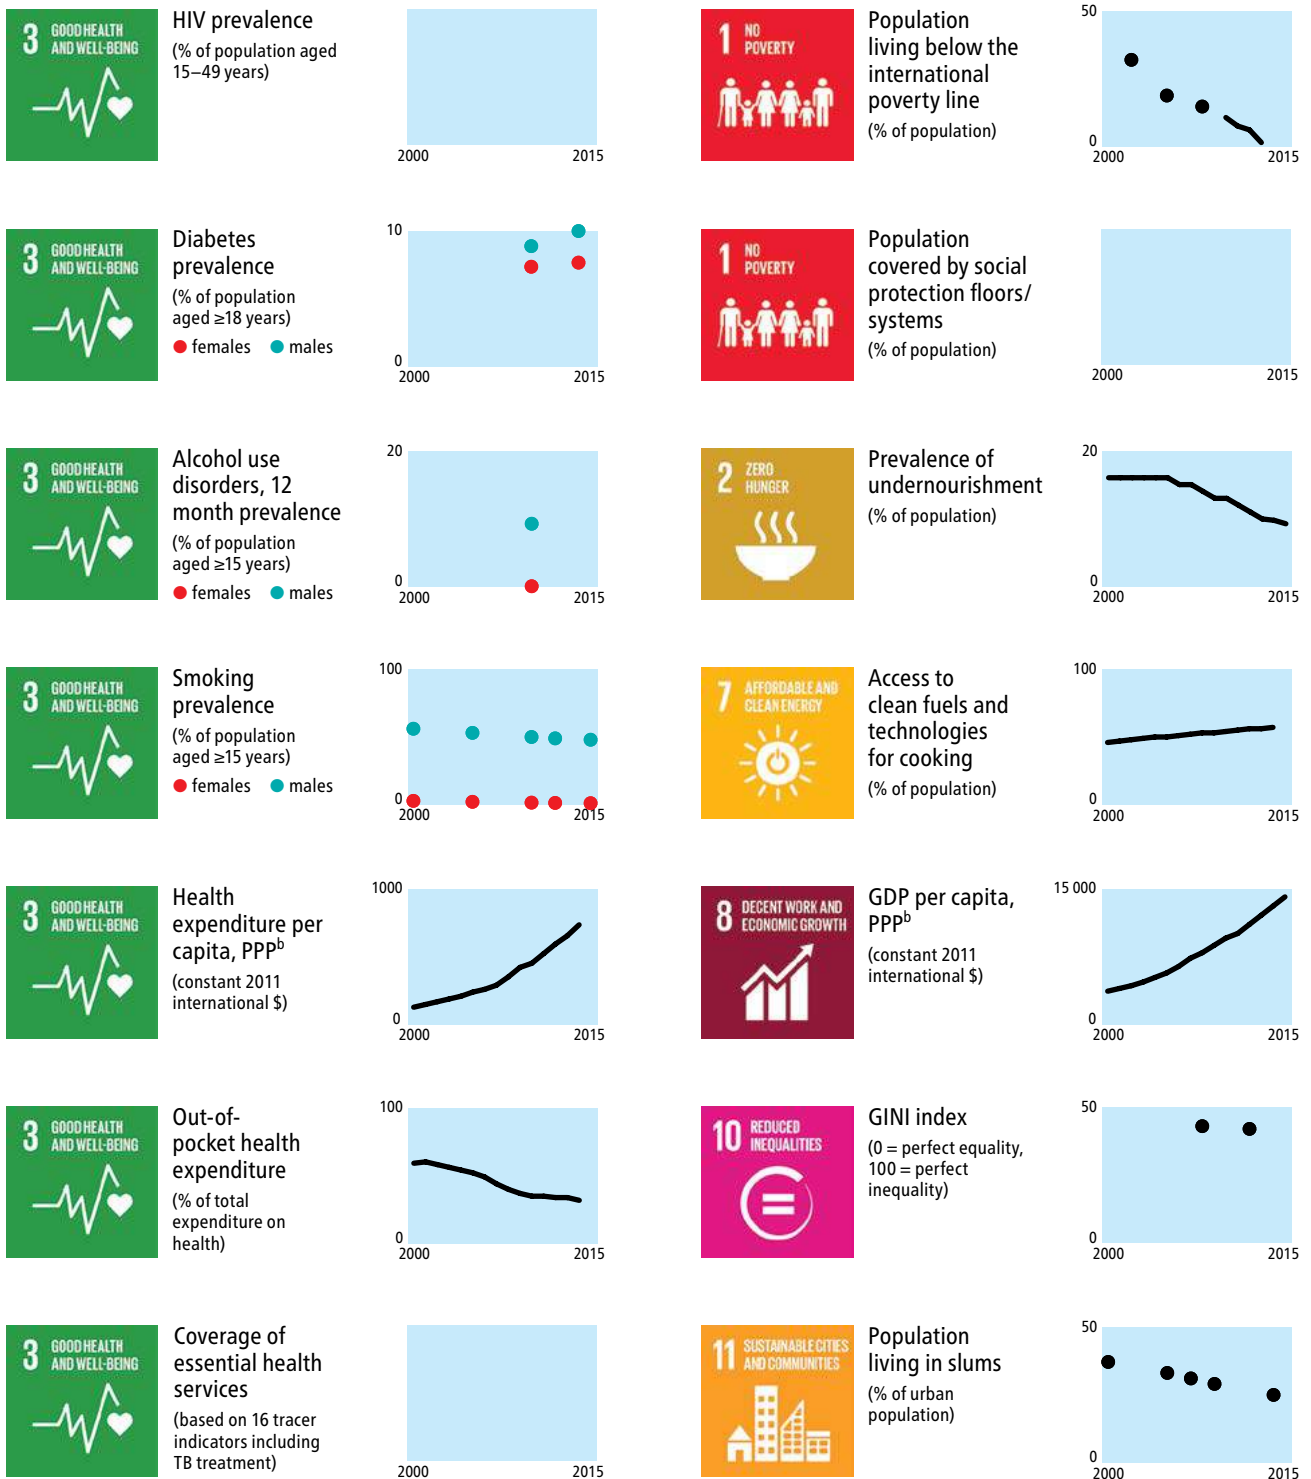 3 GOOD HEALTH
AND WELL-BEING
HIV prevalence
(% of population aged
15–49 years)
2000 2015
3 GOOD HEALTH
AND WELL-BEING
Diabetes
prevalence
(% of population
aged ≥18 years)
females males
10
0
2000 2015
3 GOOD HEALTH
AND WELL-BEING
Alcohol use
disorders, 12
month prevalence
(% of population
aged ≥15 years)
females males
20
0
2000 2015
3 GOOD HEALTH
AND WELL-BEING
Smoking
prevalence
(% of population
aged ≥15 years)
females males
100
0
2000 2015
3 GOOD HEALTH
AND WELL-BEING
Health
expenditure per
capita, PPPᵇ
(constant 2011
international $)
1000
0
2000 2015
3 GOOD HEALTH
AND WELL-BEING
Out-of-
pocket health
expenditure
(% of total
expenditure on
health)
100
0
2000 2015
3 GOOD HEALTH
AND WELL-BEING
Coverage of
essential health
services
(based on 16 tracer
indicators including
TB treatment)
2000 2015
1 NO
POVERTY
Population
living below the
international
poverty line
(% of population)
50
0
2000 2015
1 NO
POVERTY
Population
covered by social
protection floors/
systems
(% of population)
2000 2015
2 ZERO
HUNGER
Prevalence of
undernourishment
(% of population)
20
0
2000 2015
7 AFFORDABLE AND
CLEAN ENERGY
Access to
clean fuels and
technologies
for cooking
(% of population)
100
0
2000 2015
8 DECENT WORK AND
ECONOMIC GROWTH
GDP per capita,
PPPᵇ
(constant 2011
international $)
15 000
0
2000 2015
10 REDUCED
INEQUALITIES
GINI index
(0 = perfect equality,
100 = perfect
inequality)
50
0
2000 2015
11 SUSTAINABLE CITIES
AND COMMUNITIES
Population
living in slums
(% of urban
population)
50
0
2000 2015